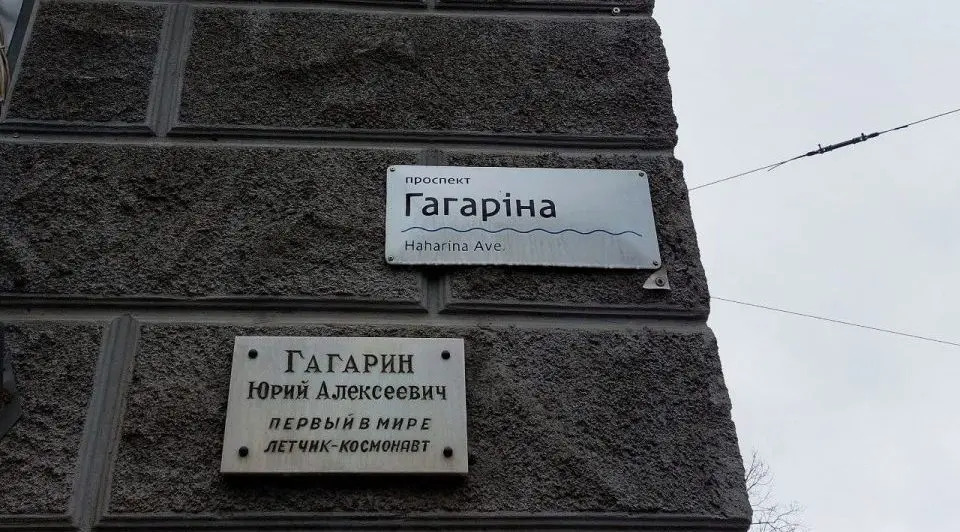 проспект
Гагаріна
Haharina Ave.
ГАГАРИН
ЮРИЙ АЛЕКСЕЕВИЧ
ПЕРВЫЙ В МИРЕ
ЛЕТЧИК-КОСМОНАВТ